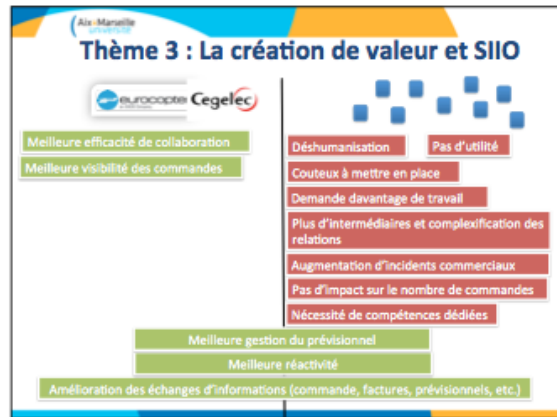 Aix*Marseille
université
Thème 3 : La création de valeur et SIIO
eurocopter Cegelec
Meilleure efficacité de collaboration
Meilleure visibilité des commandes
Déshumanisation
Pas d'utilité
Couteux à mettre en place
Demande davantage de travail
Plus d'intermédiaires et complexification des
relations
Augmentation d'incidents commerciaux
Pas d'impact sur le nombre de commandes
Nécessité de compétences dédiées
Meilleure gestion du prévisionnel
Meilleure réactivité
Amélioration des échanges d'informations (commande, factures, prévisionnels, etc.)